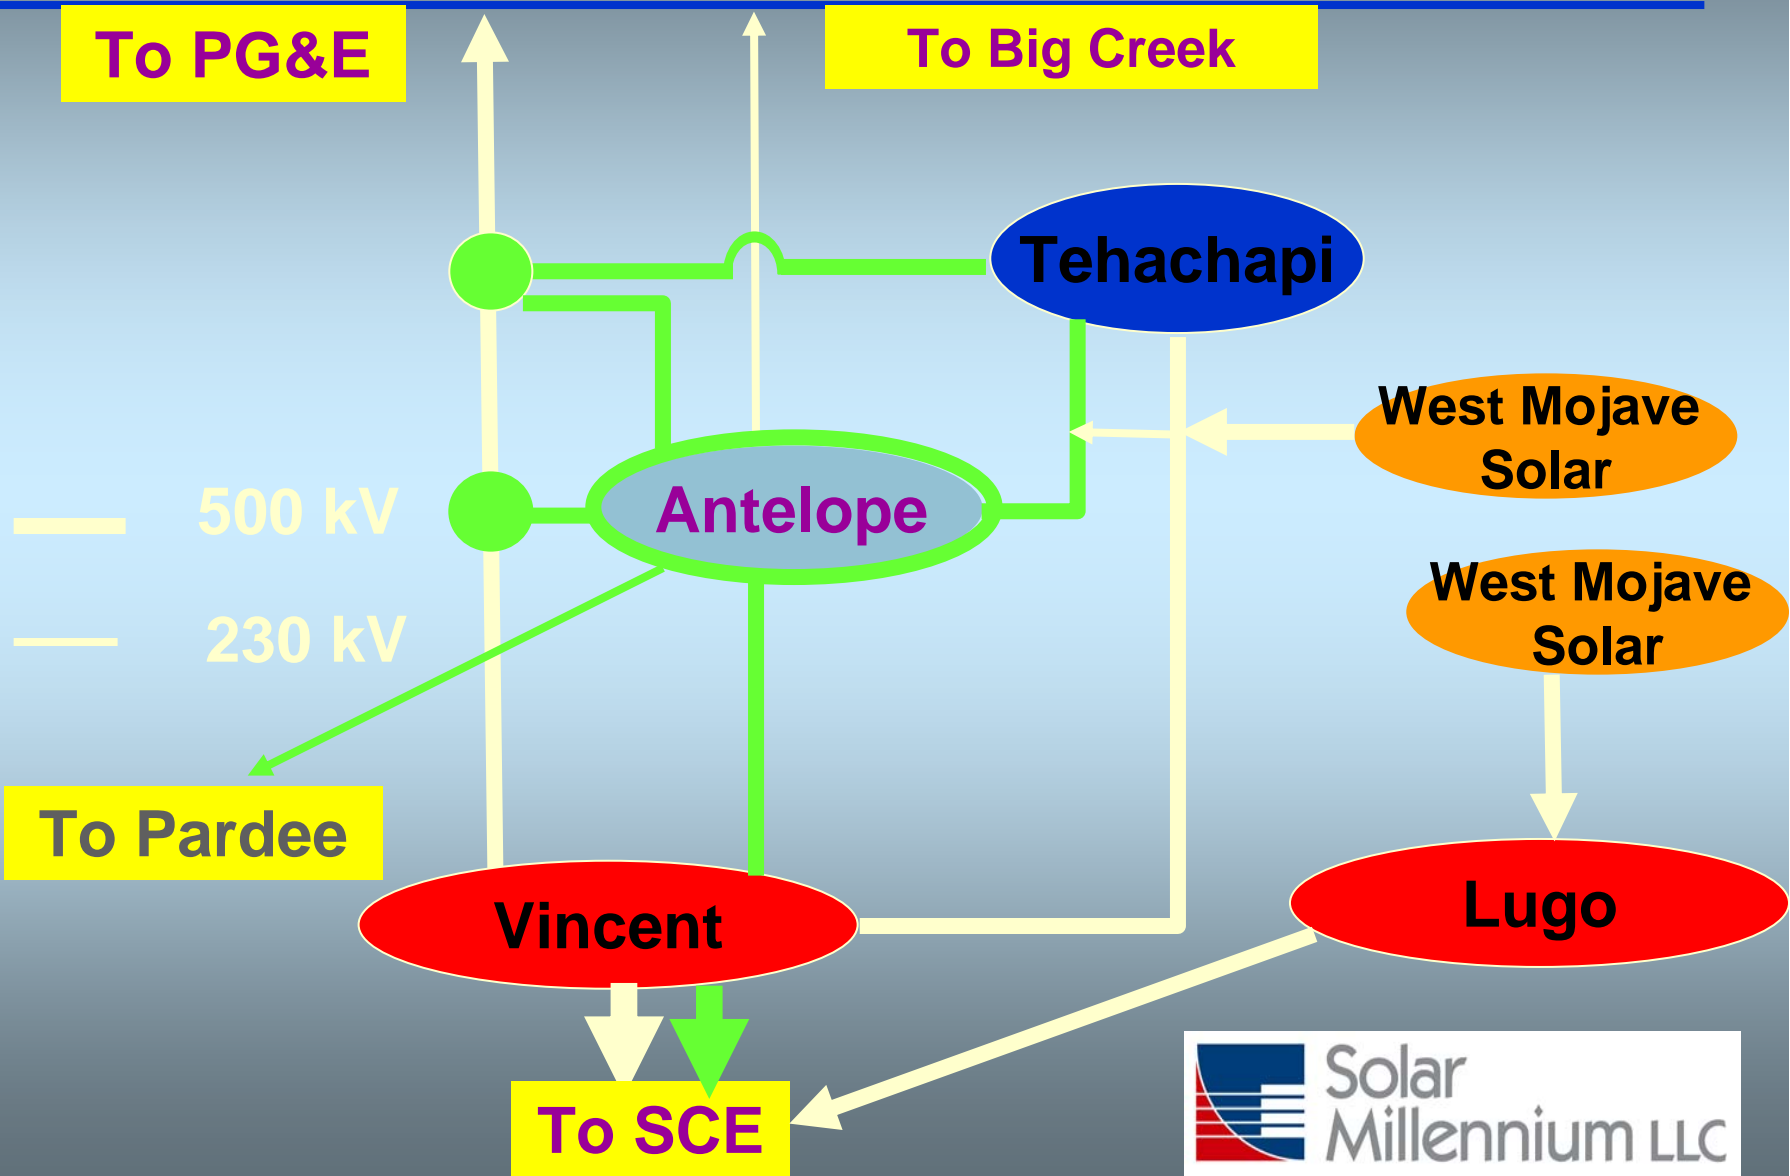 To PG&E
To Big Creek
Tehachapi
West Mojave
Solar
500 kV
Antelope
West Mojave
Solar
230 kV
To Pardee
Vincent
Lugo
To SCE
Solar
Millennium LLC